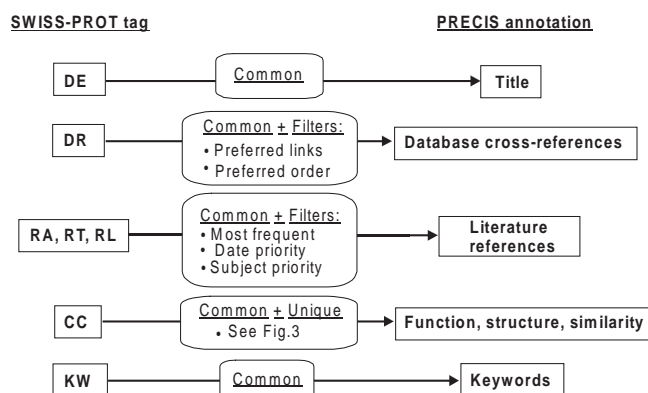 SWISS-PROT tag
PRECIS annotation
DE
Common
Title
DR
Common + Filters:
• Preferred links
• Preferred order
Database cross-references
RA, RT, RL
Common + Filters:
• Most frequent
• Date priority
• Subject priority
Literature
references
CC
Common + Unique
• See Fig.3
Function, structure, similarity
KW
Common
Keywords